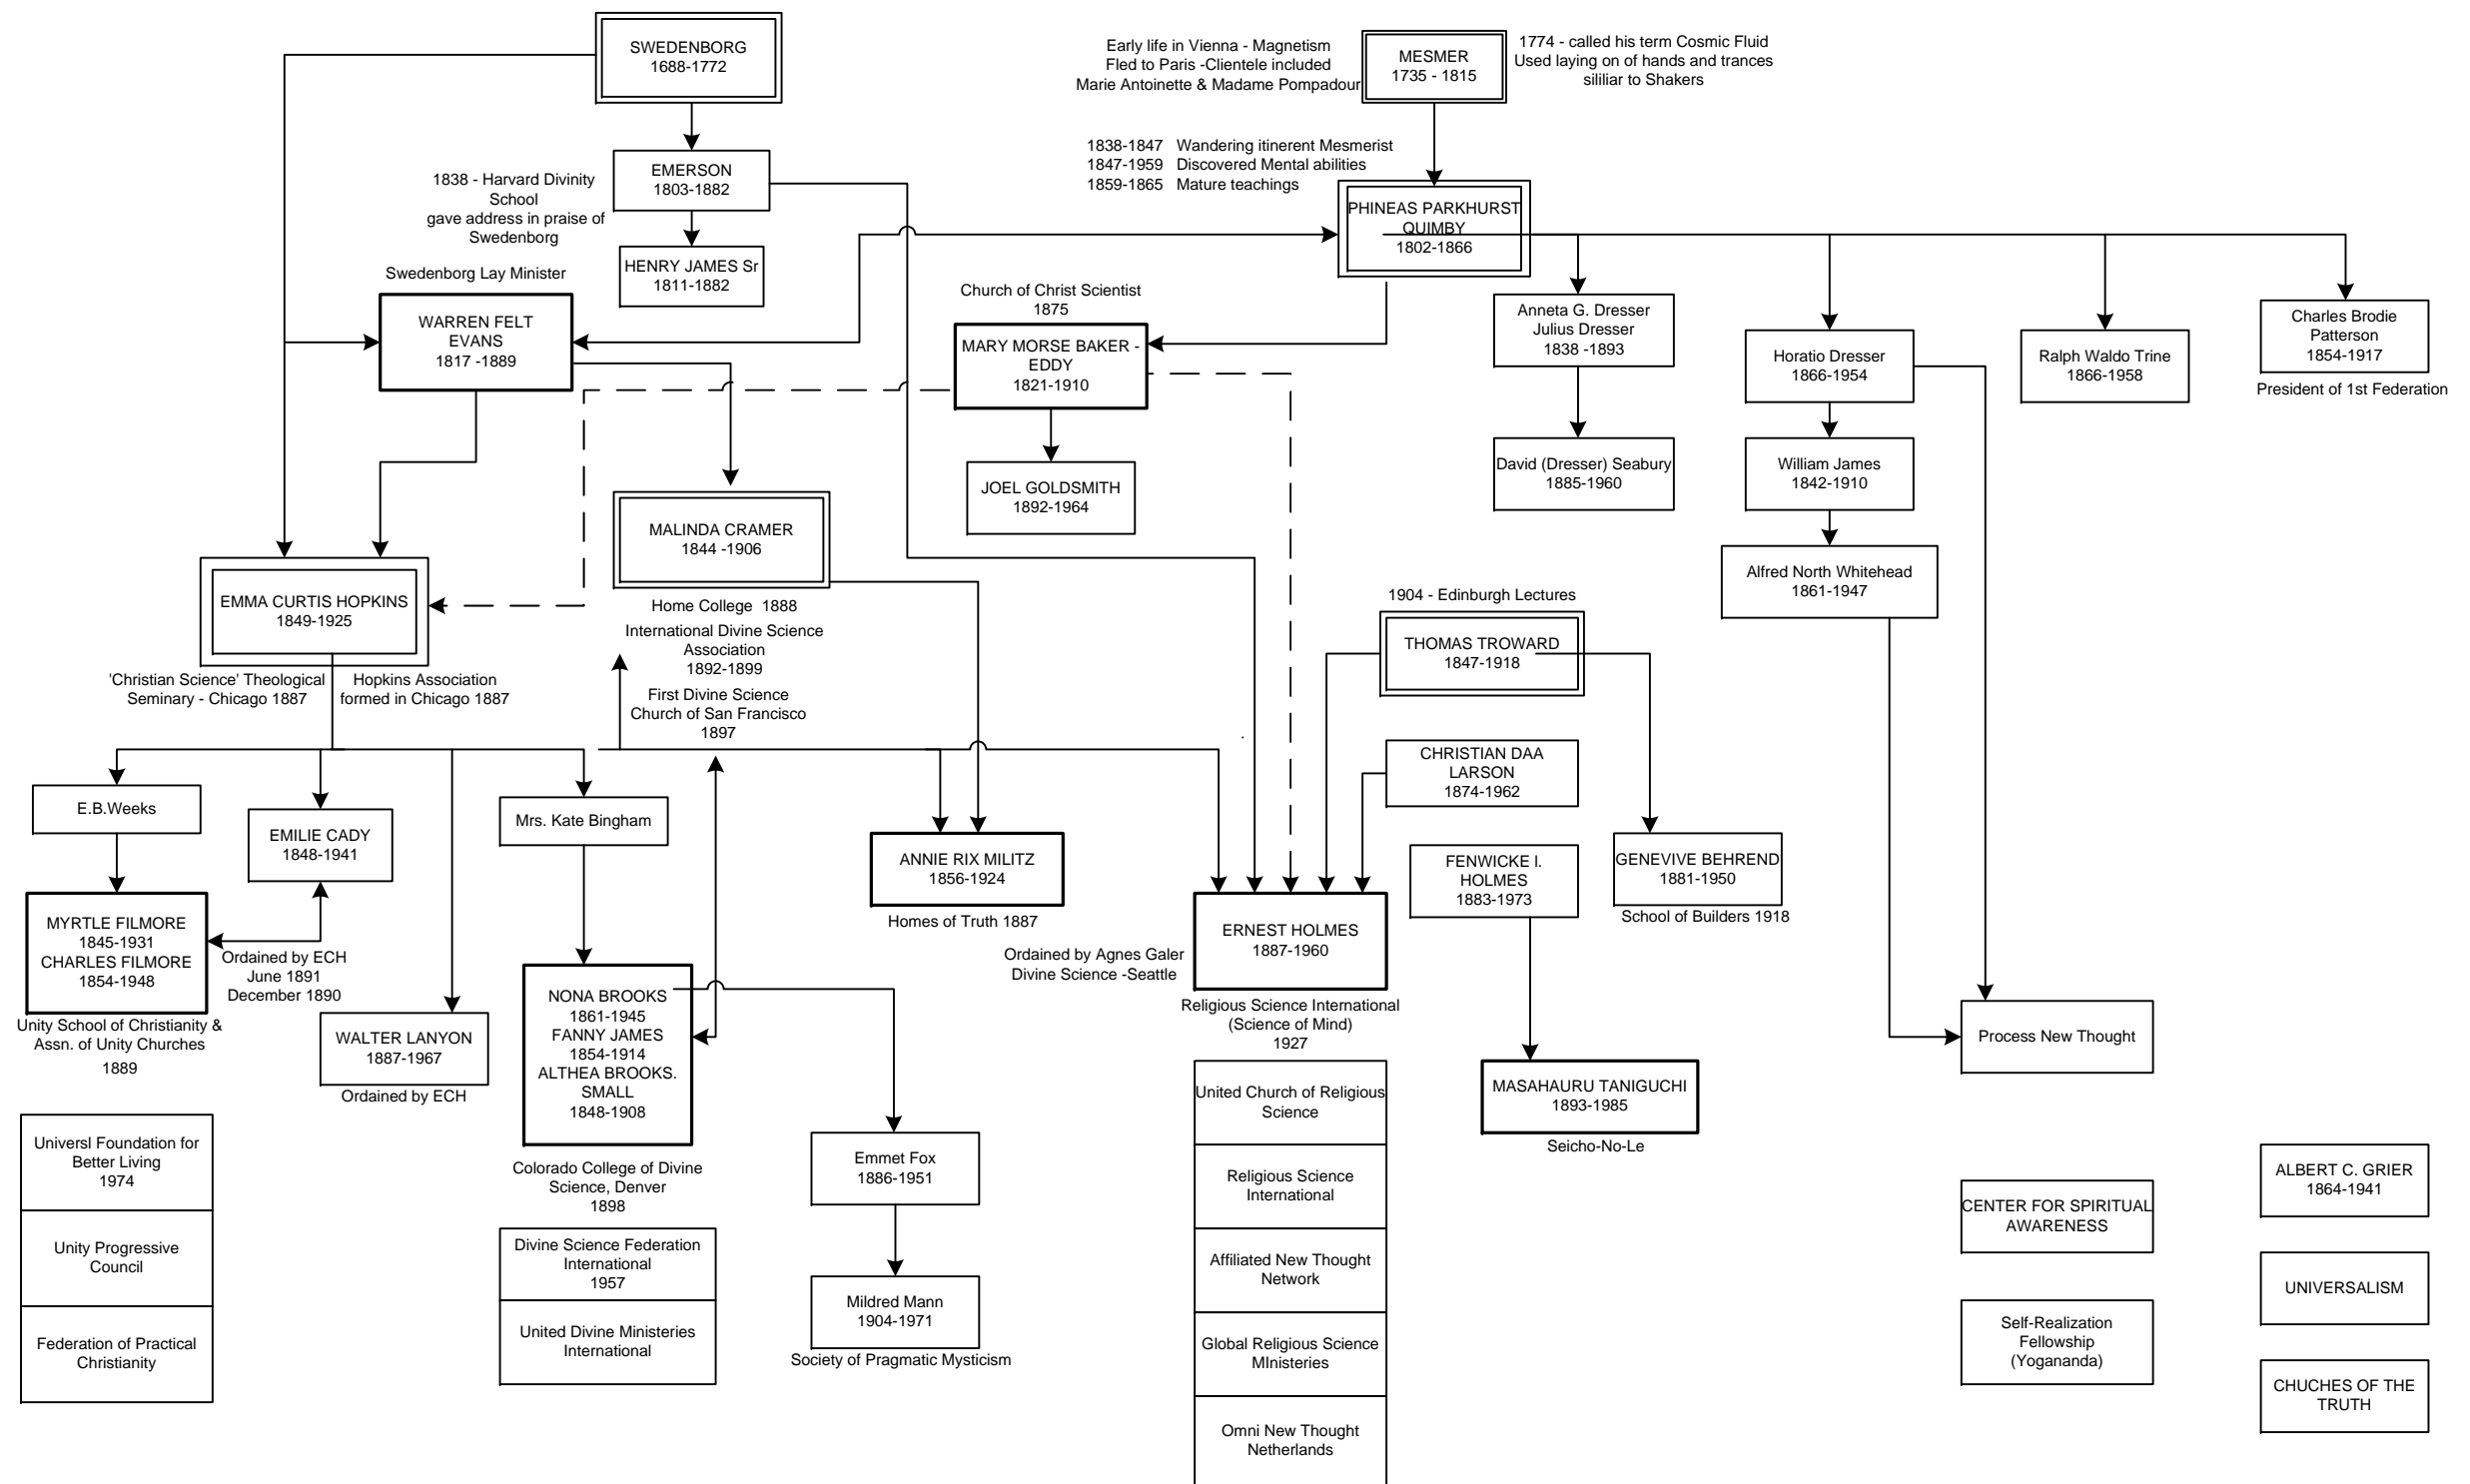 SWEDENBORG
1688-1772
Early life in Vienna - Magnetism
Fled to Paris -Clientele included
Marie Antoinette & Madame Pompadour
MESMER
1735 - 1815
1774 - called his term Cosmic Fluid
Used laying on of hands and trances
sililiar to Shakers
EMERSON
1803-1882
1838 - Harvard Divinity
School
gave address in praise of
Swedenborg
HENRY JAMES Sr
1811-1882
1838-1847 Wandering itinerent Mesmerist
1847-1959 Discovered Mental abilities
1859-1865 Mature teachings
PHINEAS PARKHURST
QUIMBY
1802-1866
Swedenborg Lay Minister
WARREN FELT
EVANS
1817 -1889
Church of Christ Scientist
1875
MARY MORSE BAKER -
EDDY
1821-1910
Anneta G. Dresser
Julius Dresser
1838 -1893
Horatio Dresser
1866-1954
Ralph Waldo Trine
1866-1958
Charles Brodie
Patterson
1854-1917
President of 1st Federation
JOEL GOLDSMITH
1892-1964
David (Dresser) Seabury
1885-1960
William James
1842-1910
Alfred North Whitehead
1861-1947
MALINDA CRAMER
1844 -1906
Home College 1888
International Divine Science
Association
1892-1899
First Divine Science
Church of San Francisco
1897
EMMA CURTIS HOPKINS
1849-1925
'Christian Science' Theological
Seminary - Chicago 1887
Hopkins Association
formed in Chicago 1887
1904 - Edinburgh Lectures
THOMAS TROWARD
1847-1918
CHRISTIAN DAA
LARSON
1874-1962
E.B.Weeks
EMILIE CADY
1848-1941
Mrs. Kate Bingham
ANNIE RIX MILITZ
1856-1924
Homes of Truth 1887
FENWICKE I.
HOLMES
1883-1973
GENEVIVE BEHREND
1881-1950
School of Builders 1918
MYRTLE FILMORE
1845-1931
CHARLES FILMORE
1854-1948
Ordained by ECH
June 1891
December 1890
Unity School of Christianity &
Assn. of Unity Churches
1889
WALTER LANYON
1887-1967
Ordained by ECH
NONA BROOKS
1861-1945
FANNY JAMES
1854-1914
ALTHEA BROOKS.
SMALL
1848-1908
Colorado College of Divine
Science, Denver
1898
Ordained by Agnes Galer
Divine Science -Seattle
ERNEST HOLMES
1887-1960
Religious Science International
(Science of Mind)
1927
Process New Thought
MASAHAURU TANIGUCHI
1893-1985
Seicho-No-Le
Universl Foundation for
Better Living
1974
Unity Progressive
Council
Federation of Practical
Christianity
Divine Science Federation
International
1957
United Divine Ministeries
International
Emmet Fox
1886-1951
Mildred Mann
1904-1971
Society of Pragmatic Mysticism
United Church of Religious
Science
Religious Science
International
Affiliated New Thought
Network
Global Religious Science
MInisteries
Omni New Thought
Netherlands
CENTER FOR SPIRITUAL
AWARENESS
Self-Realization
Fellowship
(Yogananda)
ALBERT C. GRIER
1864-1941
UNIVERSALISM
CHUCHES OF THE
TRUTH